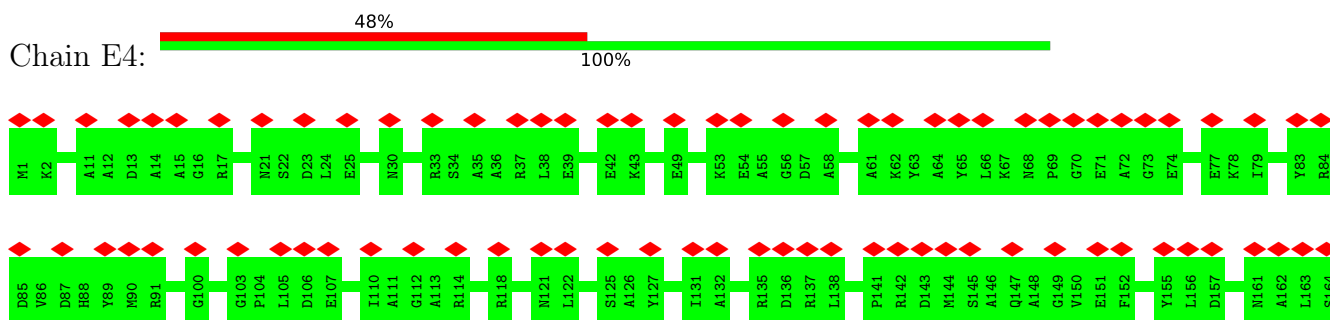 48%
Chain E4:
100%
M1 K2 A11 A12 D13 A14 A15 G16 R17 N21 S22 D23 L24 E25 N30 R33 S34 A35 A36 R37 L38 E39 E42 K43 E49 K53 E54 A55 G56 D57 A58 A61 K62 Y63 A64 Y65 L66 K67 N68 P69 G70 E71 A72 G73 E74 E77 K78 I79 Y83 R84
D85 V86 D87 H88 Y89 M90 R91 G100 G103 P104 L105 D106 E107 I110 A111 G112 A113 R114 R118 N121 L122 S125 A126 Y127 I131 A132 R135 D136 R137 L138 P141 R142 D143 M144 S145 A146 Q147 A148 G149 V150 E151 F152 Y155 L156 D157 N161 A162 L163 S164